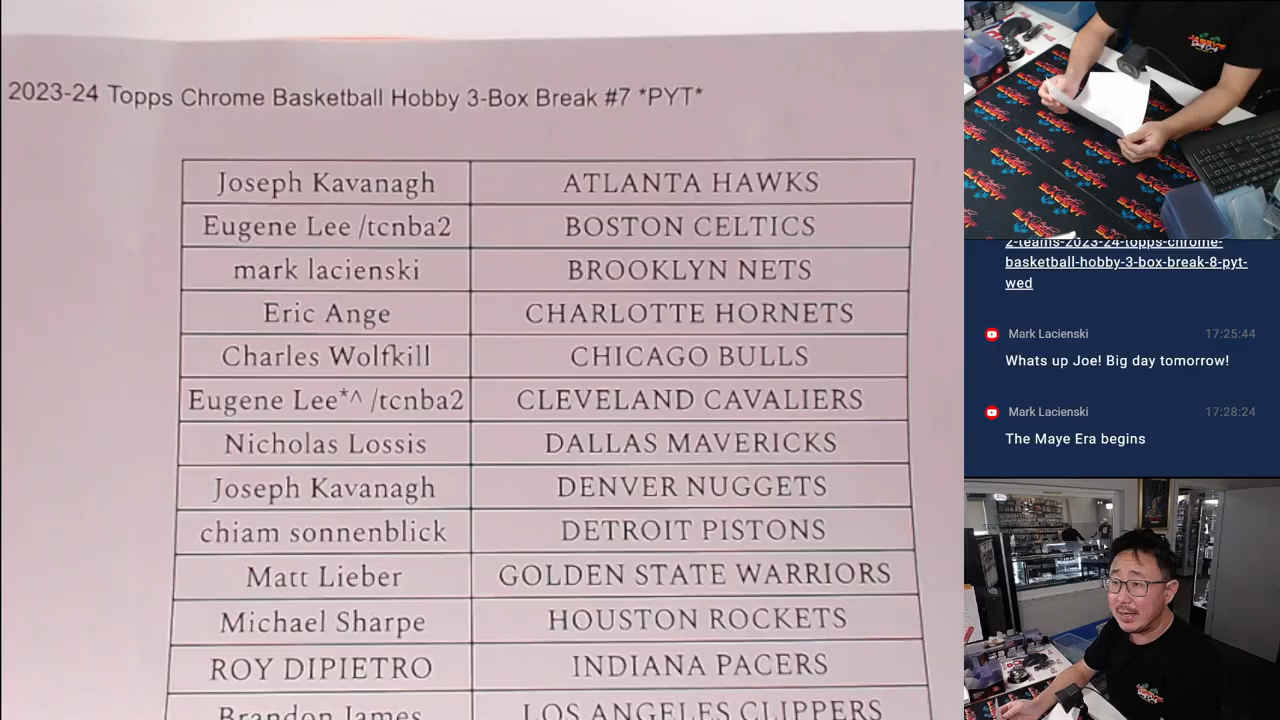 2023-24 Topps Chrome Basketball Hobby 3-Box Break #7 *PYT*
Joseph Kavanagh ATLANTA HAWKS
Eugene Lee /tcnba2 BOSTON CELTICS
mark lacienski BROOKLYN NETS
Eric Ange CHARLOTTE HORNETS
Charles Wolfkill CHICAGO BULLS
Eugene Lee*^ /tcnba2 CLEVELAND CAVALIERS
Nicholas Lossis DALLAS MAVERICKS
Joseph Kavanagh DENVER NUGGETS
chiam sonnenblick DETROIT PISTONS
Matt Lieber GOLDEN STATE WARRIORS
Michael Sharpe HOUSTON ROCKETS
ROY DIPIETRO INDIANA PACERS
Brandon James LOS ANGELES CLIPPERS
2-teams-2023-24-topps-chrome-
basketball-hobby-3-box-break-8-pyt-
wed
Mark Lacienski 17:25:44
Whats up Joe! Big day tomorrow!
Mark Lacienski 17:28:24
The Maye Era begins